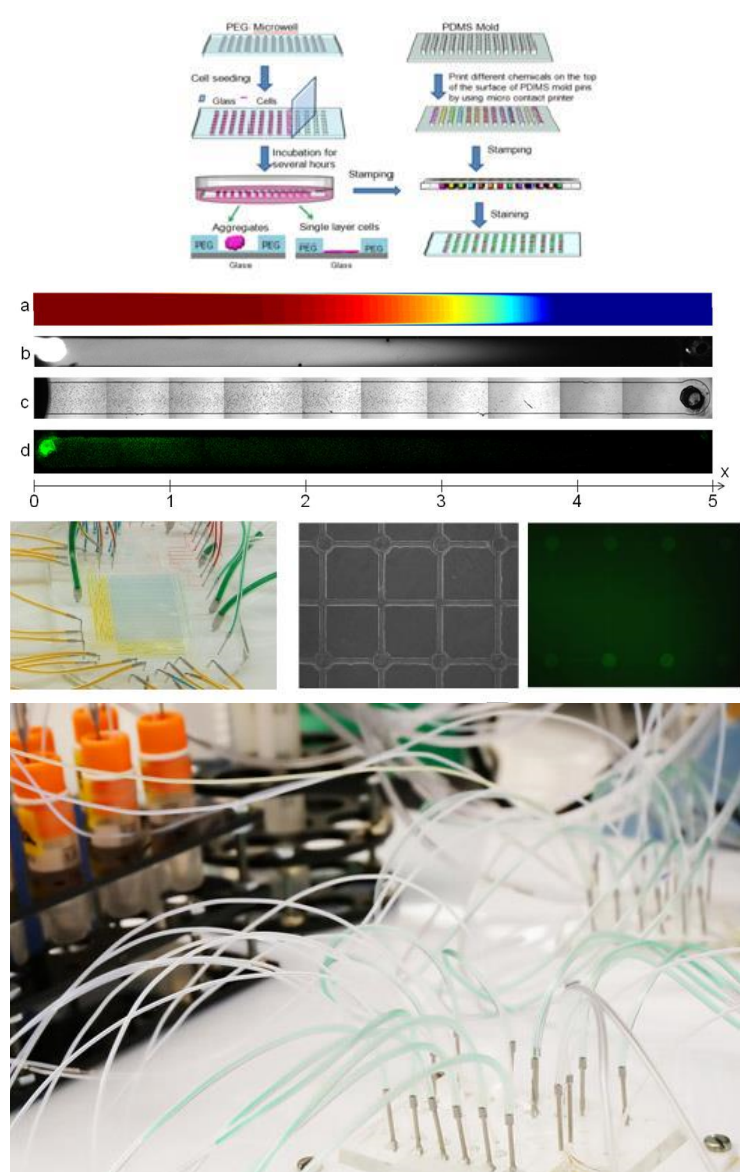 PEG Microwell
Cell seeding
Glass Cells
Incubation for
several hours
Aggregates
Single layer cells
PEG PEG
PEG PEG
Glass
Glass
Stamping
PDMS Mold
Print different chemicals on the top
of the surface of PDIMS mold pins
by using micro contact printer
Stamping
Staining
a
b
c
d
x
0 1 2 3 4 5